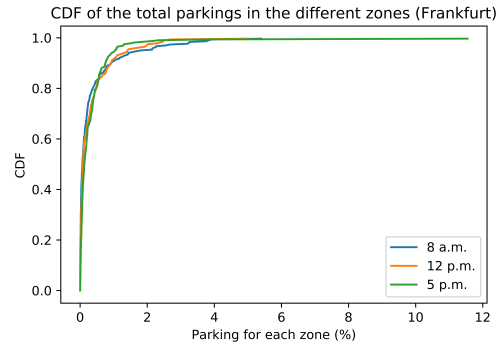 CDF of the total parkings in the different zones (Frankfurt)
1.0
0.8
0.6
0.4
0.2
0.0
CDF
0 2 4 6 8 10 12
Parking for each zone (%)
8 a.m.
12 p.m.
5 p.m.